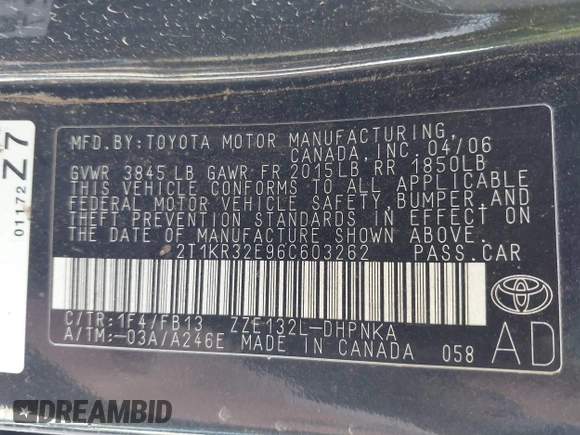 MFD.BY:TOYOTA MOTOR MANUFACTURING,
CANADA, INC. 04/06
GVWR 3845 LB GAWR FR 2015LB RR 1850LB
THIS VEHICLE CONFORMS TO ALL APPLICABLE
FEDERAL MOTOR VEHICLE SAFETY, BUMPER, AND
THEFT PREVENTION STANDARDS IN EFFECT ON
THE DATE OF MANUFACTURE SHOWN ABOVE.
2T1KR32E96C603262 PASS.CAR
C/TR:1F4/FB13 ZZE132L-DHPNKA
A/TM:-03A/A246E MADE IN CANADA 058
AD
TOYOTA
01172
Z7
DREAMBID